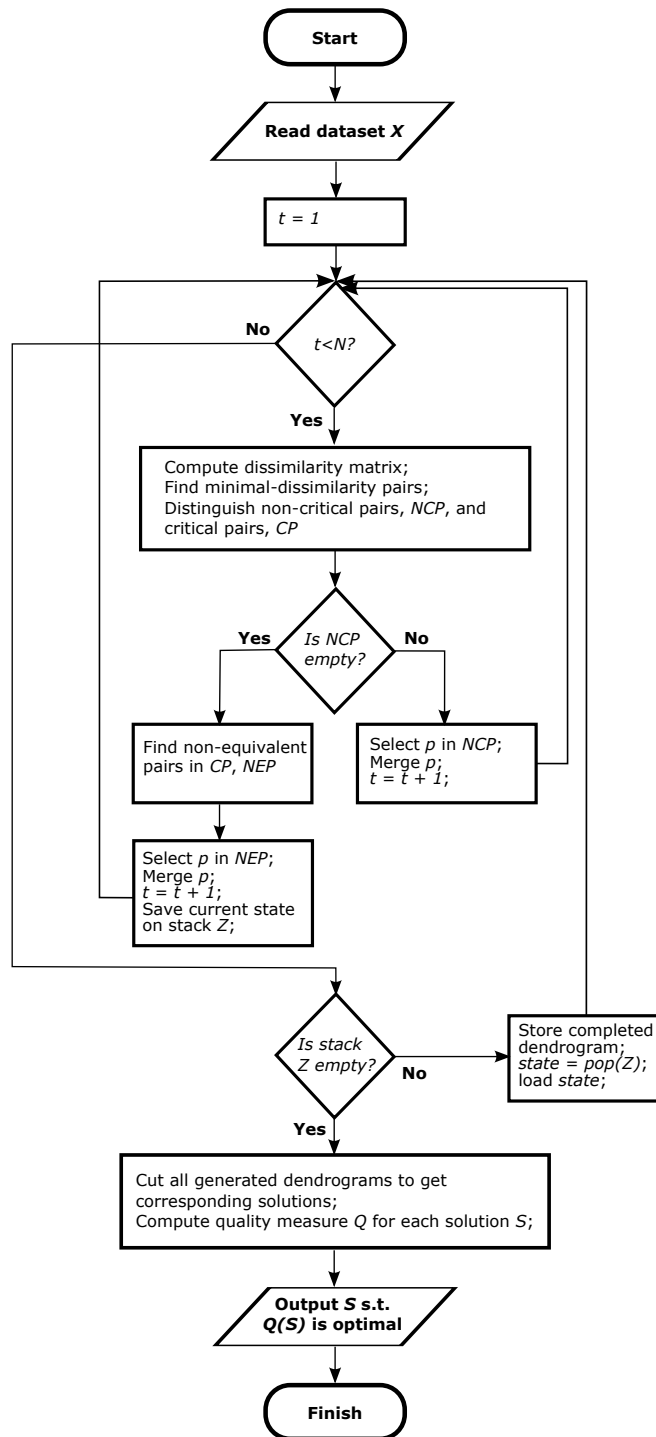 Start
Read dataset X
t = 1
No
t<N?
Yes
Compute dissimilarity matrix;
Find minimal-dissimilarity pairs;
Distinguish non-critical pairs, NCP, and
critical pairs, CP
Yes
Is NCP
empty?
No
Find non-equivalent
pairs in CP, NEP
Select p in NCP;
Merge p;
t = t + 1;
Select p in NEP;
Merge p;
t = t + 1;
Save current state
on stack Z;
Is stack
Z empty?
No
Store completed
dendrogram;
state = pop(Z);
load state;
Yes
Cut all generated dendrograms to get
corresponding solutions;
Compute quality measure Q for each solution S;
Output S s.t.
Q(S) is optimal
Finish